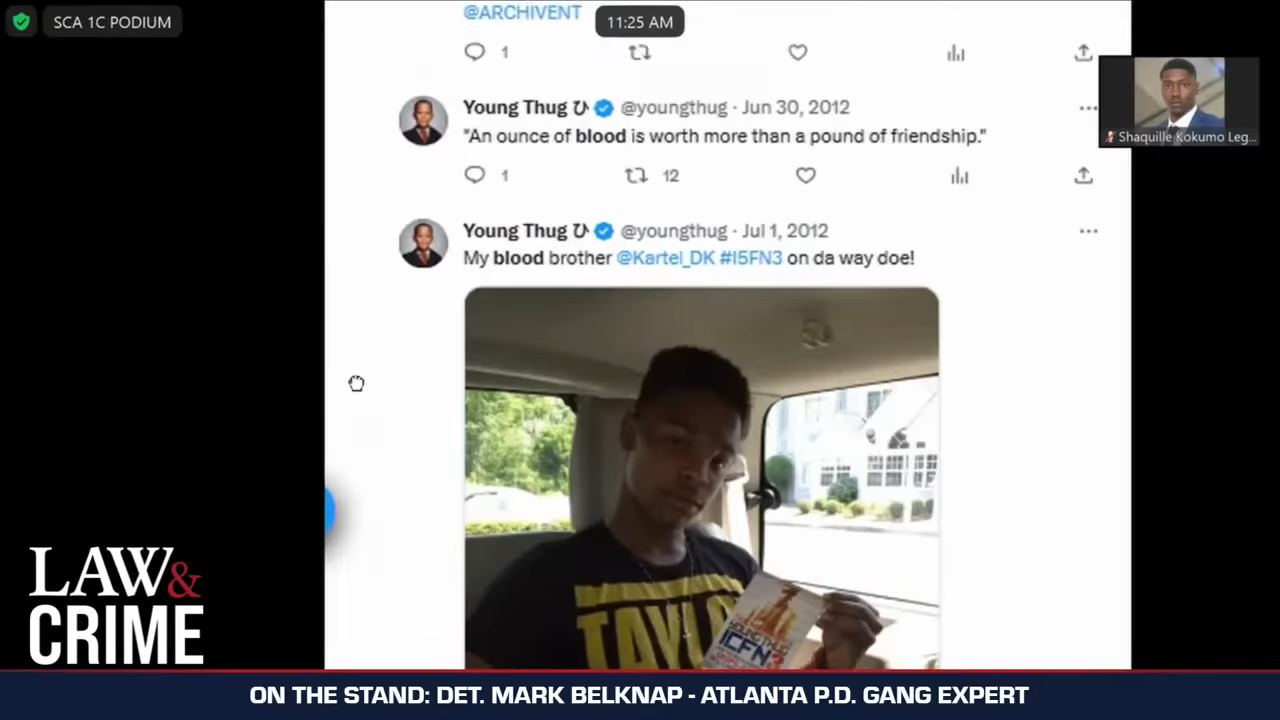 SCA 1C PODIUM
11:25 AM
@ARCHIVENT
1
Young Thug ひ @youngthug · Jun 30, 2012
"An ounce of blood is worth more than a pound of friendship."
1 12
Shaquille Kokumo Leg...
Young Thug ひ @youngthug · Jul 1, 2012
My blood brother @Kartel_DK #I5FN3 on da way doe!
YOUNG THUG
ICFN3
LAW&
CRIME
ON THE STAND: DET. MARK BELKNAP - ATLANTA P.D. GANG EXPERT